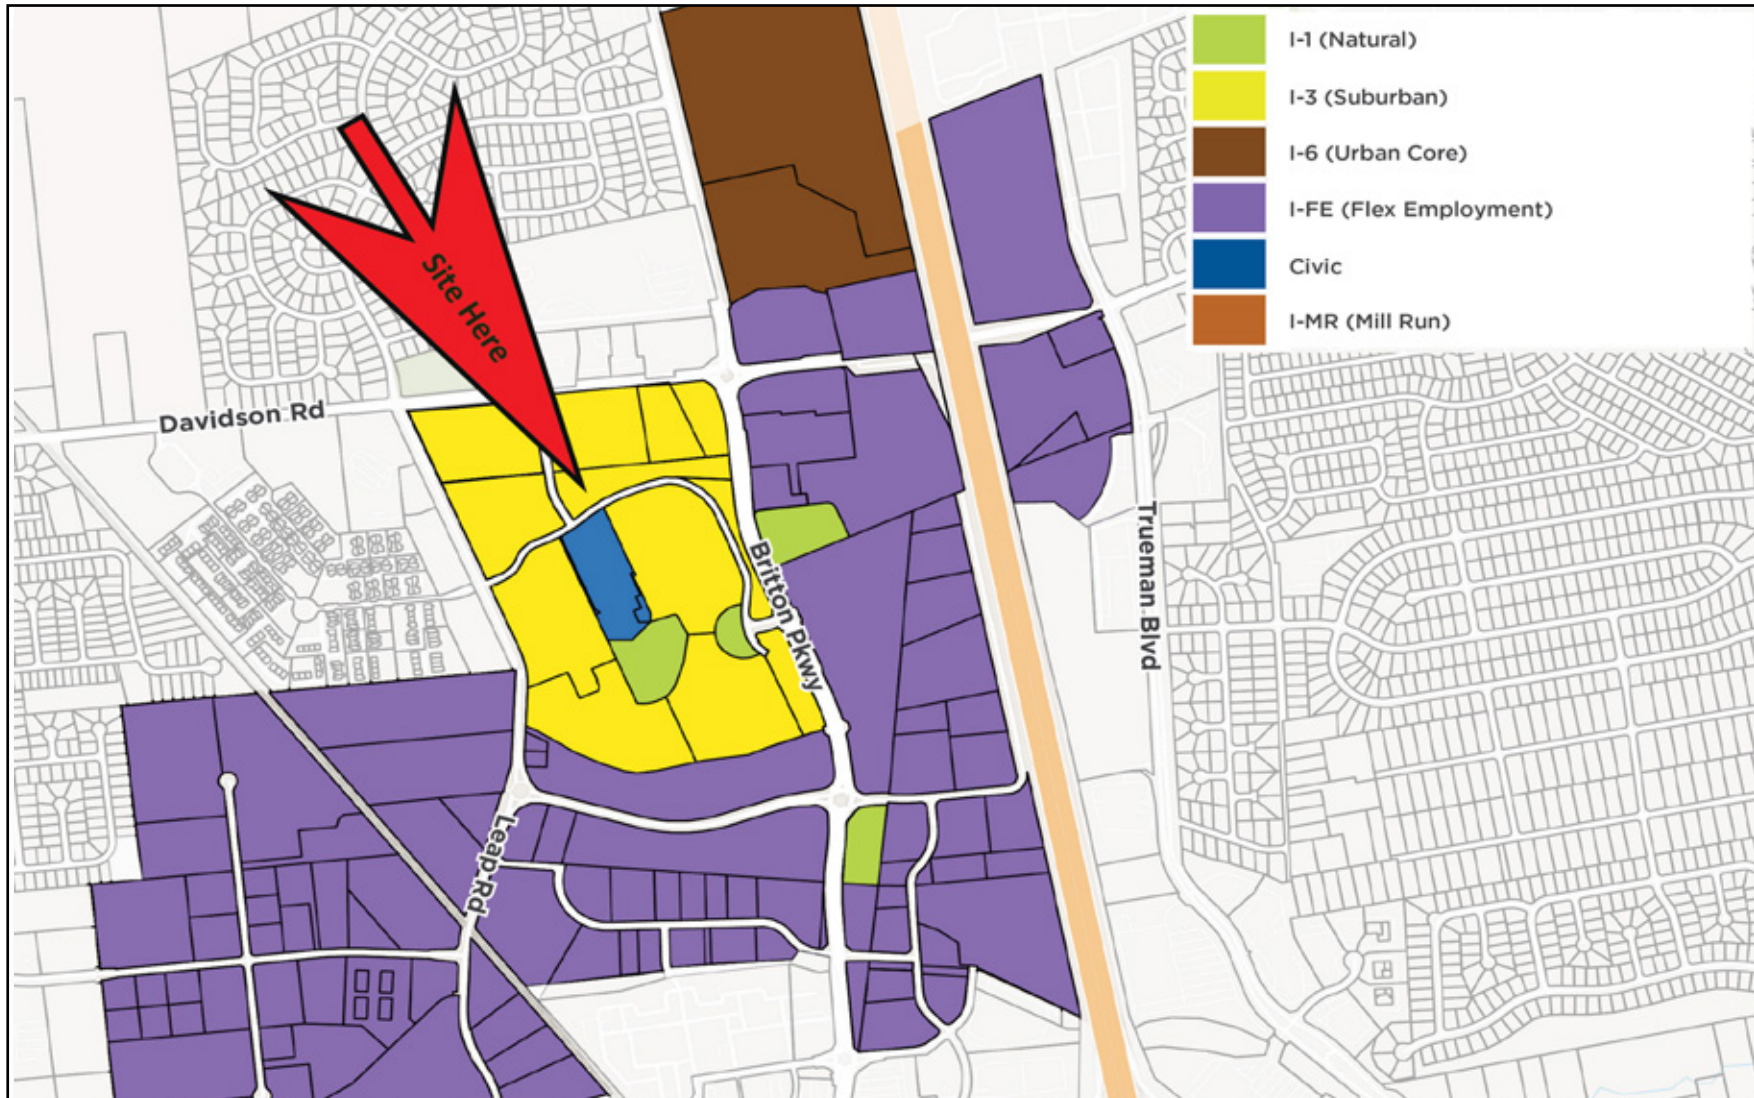 I-1 (Natural)
I-3 (Suburban)
I-6 (Urban Core)
I-FE (Flex Employment)
Civic
I-MR (Mill Run)
Site Here
Davidson Rd
Britton Pkwy
Trueman Blvd
Leap Rd